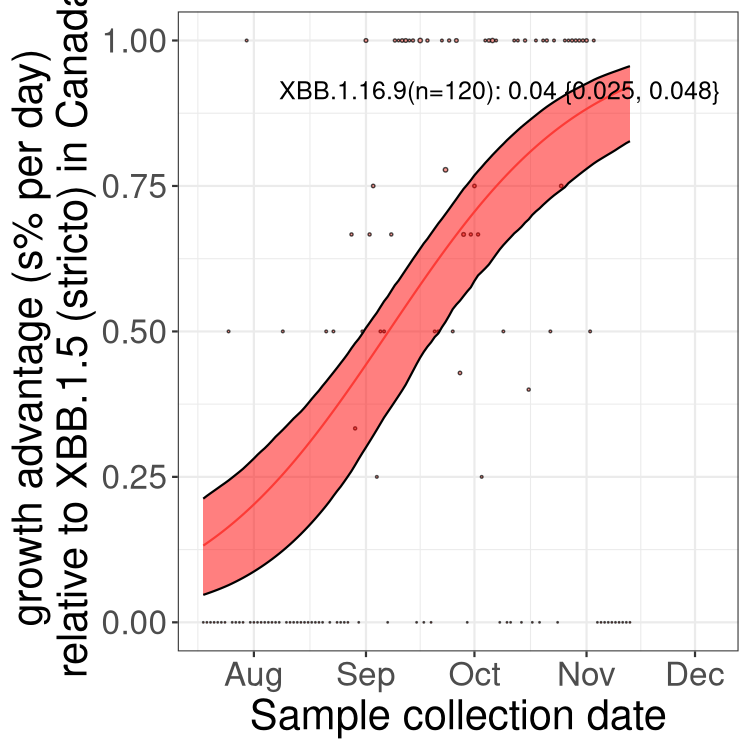 growth advantage (s% per day)
relative to XBB.1.5 (stricto) in Canada
1.00
0.75
0.50
0.25
0.00
XBB.1.16.9(n=120): 0.04 {0.025, 0.048}
Aug Sep Oct Nov Dec
Sample collection date